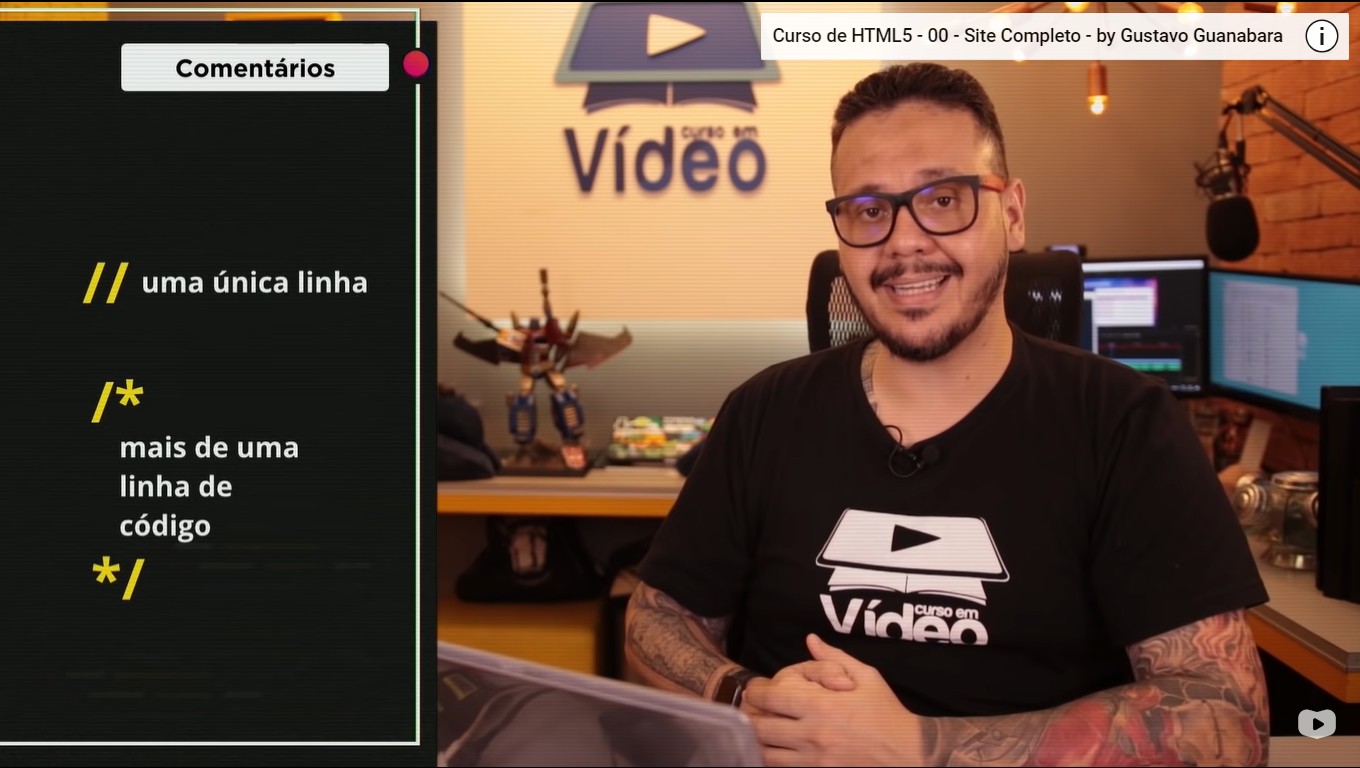 Comentários
// uma única linha
/*
mais de uma
linha de
código
*/
Curso de HTML5 - 00 - Site Completo - by Gustavo Guanabara
curso em
Vídeo
curso em
Vídeo